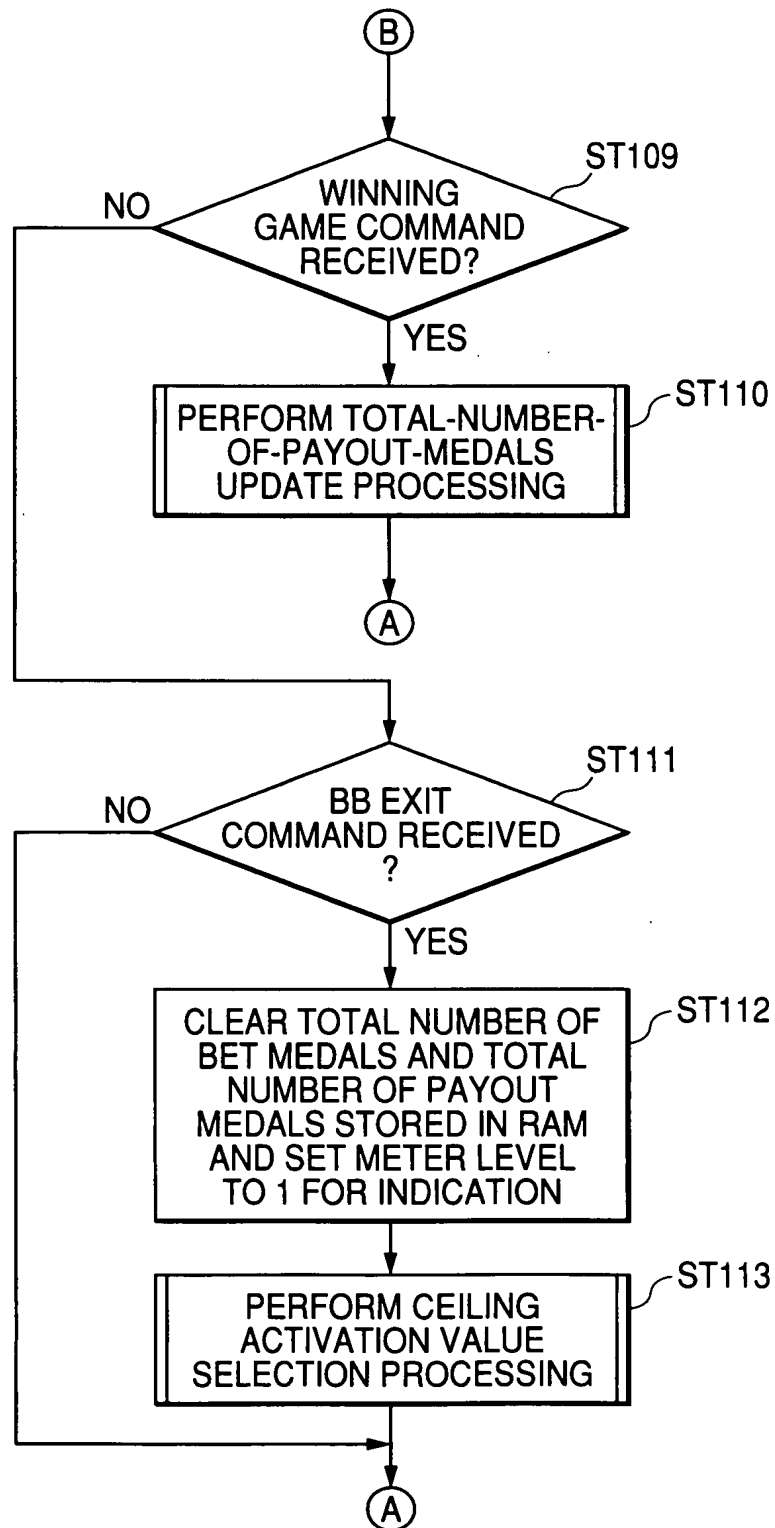 B
ST109
NO
WINNING
GAME COMMAND
RECEIVED?
YES
ST110
PERFORM TOTAL-NUMBER-
OF-PAYOUT-MEDALS
UPDATE PROCESSING
A
ST111
NO
BB EXIT
COMMAND RECEIVED
?
YES
ST112
CLEAR TOTAL NUMBER OF
BET MEDALS AND TOTAL
NUMBER OF PAYOUT
MEDALS STORED IN RAM
AND SET METER LEVEL
TO 1 FOR INDICATION
ST113
PERFORM CEILING
ACTIVATION VALUE
SELECTION PROCESSING
A